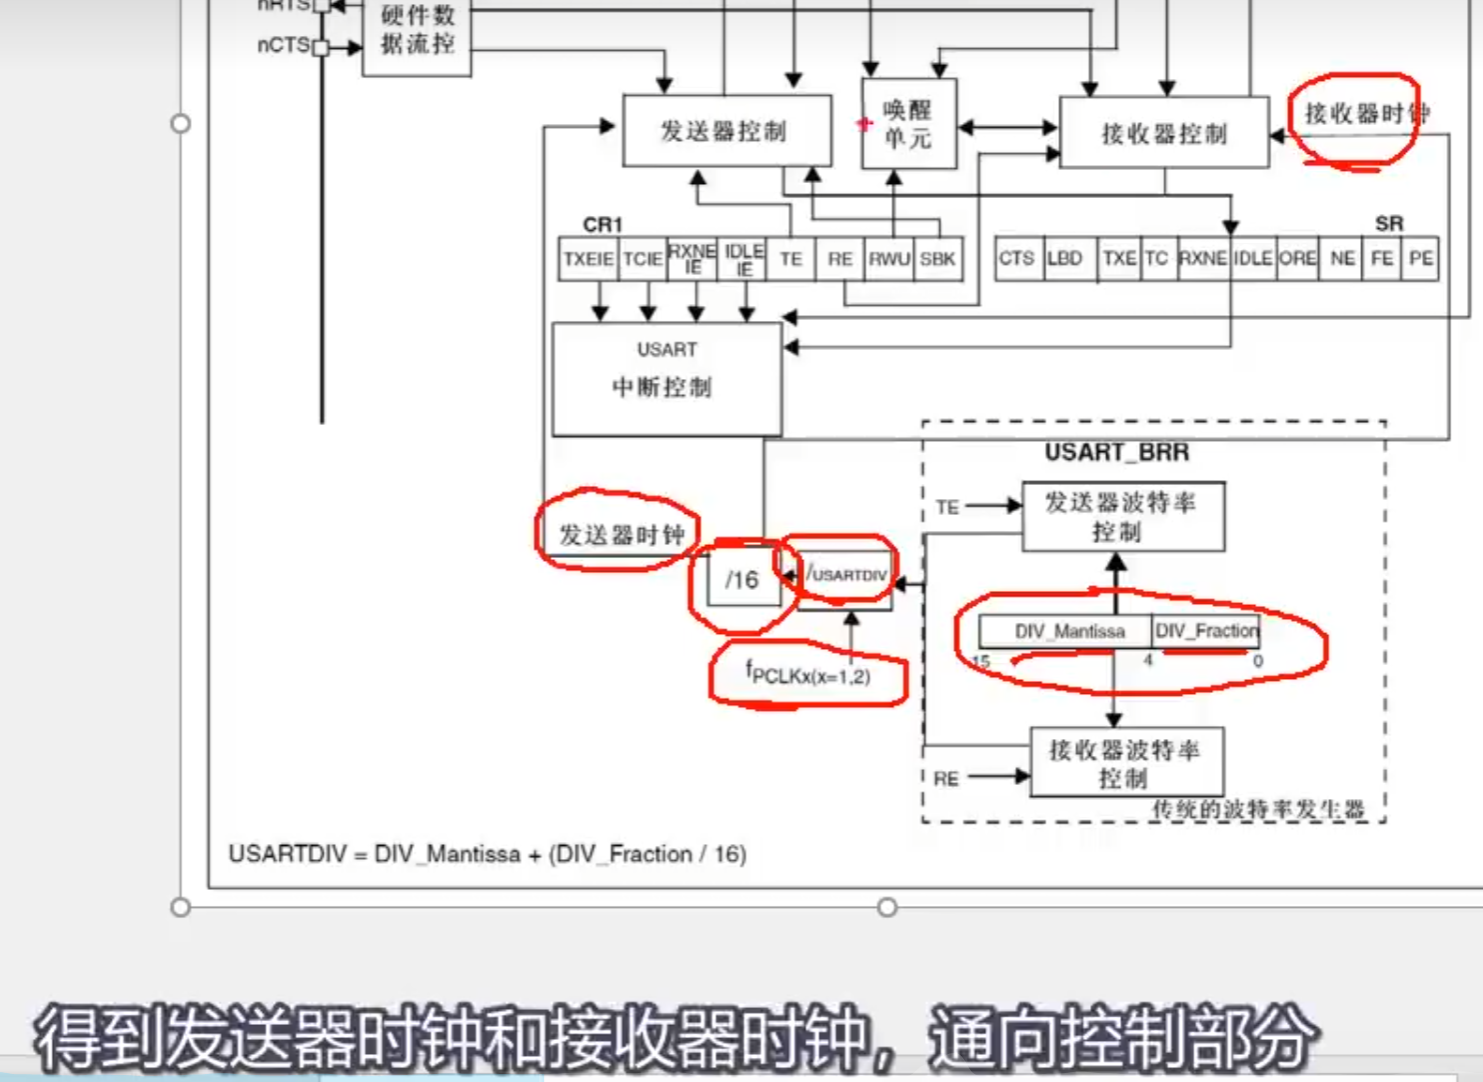 nRTS
硬件数
据流控
nCTS
发送器控制
唤醒
单元
接收器控制
接收器时钟
CR1
SR
TXEIE TCIE RXNE IE IDLE IE TE RE RWU SBK
CTS LBD TXE TC RXNE IDLE ORE NE FE PE
USART
中断控制
USART_BRR
TE
发送器波特率
控制
发送器时钟
/16
/USARTDIV
DIV_Mantissa DIV_Fraction
15 4 0
fPCLKx(x=1,2)
接收器波特率
控制
RE
传统的波特率发生器
USARTDIV = DIV_Mantissa + (DIV_Fraction / 16)
得到发送器时钟和接收器时钟，通向控制部分